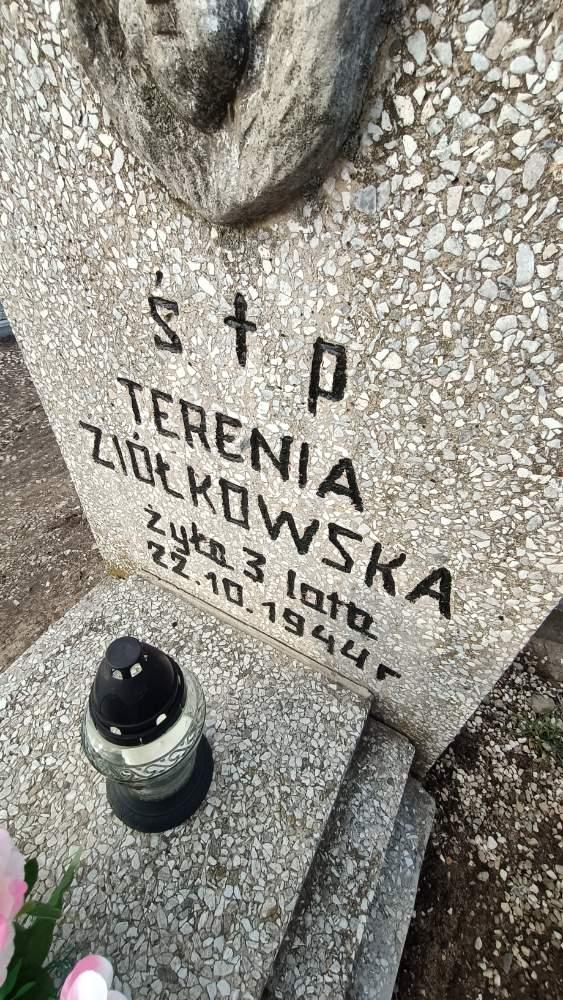 ś † p
TERENIA
ZIÓŁKOWSKA
żyła 3 lata
22.10.1944r